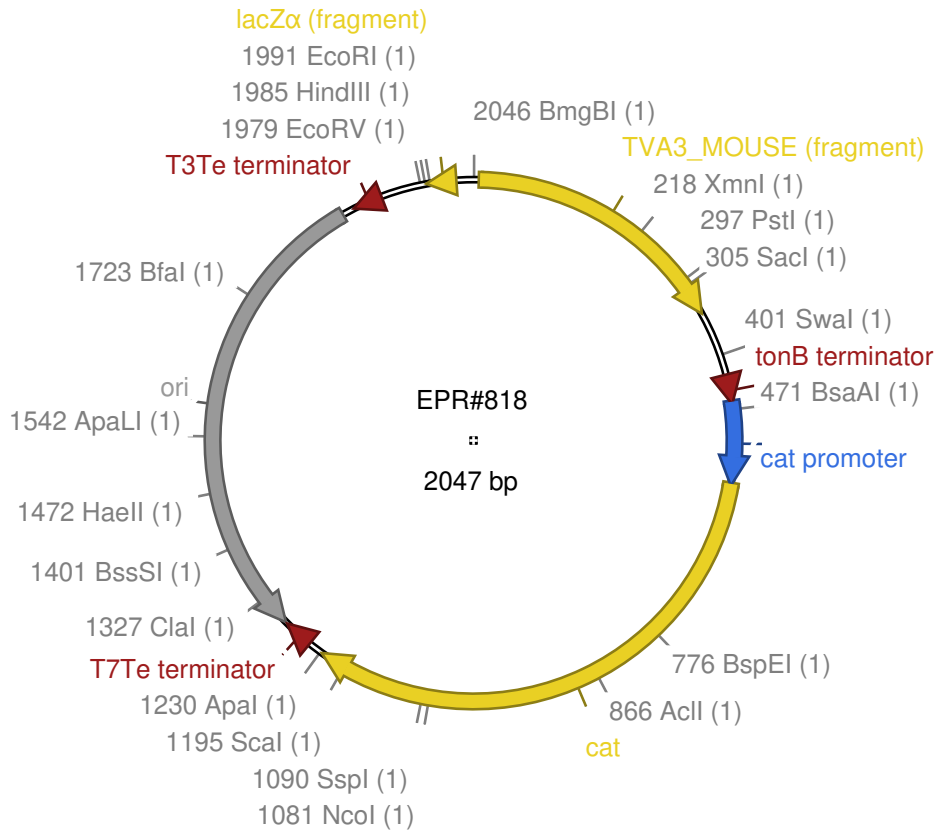 lacZα (fragment)
1991 EcoRI (1)
1985 HindIII (1)
1979 EcoRV (1)
T3Te terminator
2046 BmgBI (1)
TVA3_MOUSE (fragment)
218 XmnI (1)
297 PstI (1)
305 SacI (1)
401 SwaI (1)
tonB terminator
471 BsaAI (1)
cat promoter
1723 BfaI (1)
ori
1542 ApaLI (1)
1472 HaeII (1)
1401 BssSI (1)
1327 ClaI (1)
T7Te terminator
1230 ApaI (1)
1195 ScaI (1)
1090 SspI (1)
1081 NcoI (1)
EPR#818
2047 bp
776 BspEI (1)
866 AclI (1)
cat